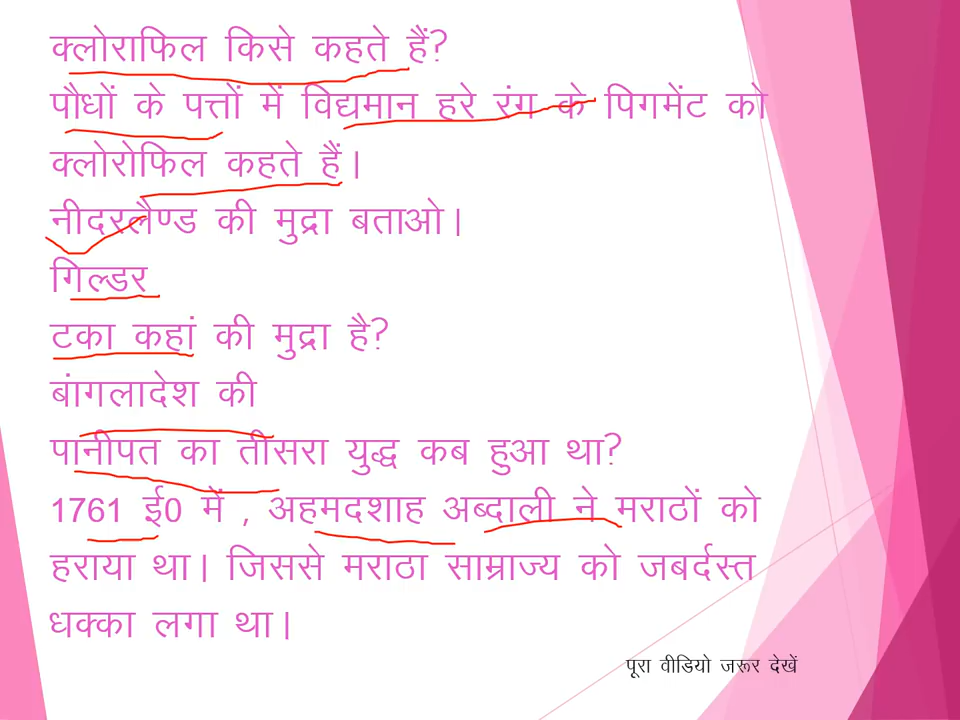 क्लोराफिल किसे कहते हैं?
पौधों के पत्तों में विद्यमान हरे रंग के पिगमेंट को
क्लोरोफिल कहते हैं।
नीदरलैण्ड की मुद्रा बताओ।
गिल्डर
टका कहां की मुद्रा है?
बांगलादेश की
पानीपत का तीसरा युद्ध कब हुआ था?
1761 ई0 में , अहमदशाह अब्दाली ने मराठों को
हराया था। जिससे मराठा साम्राज्य को जबर्दस्त
धक्का लगा था।
पूरा वीडियो जरूर देखें